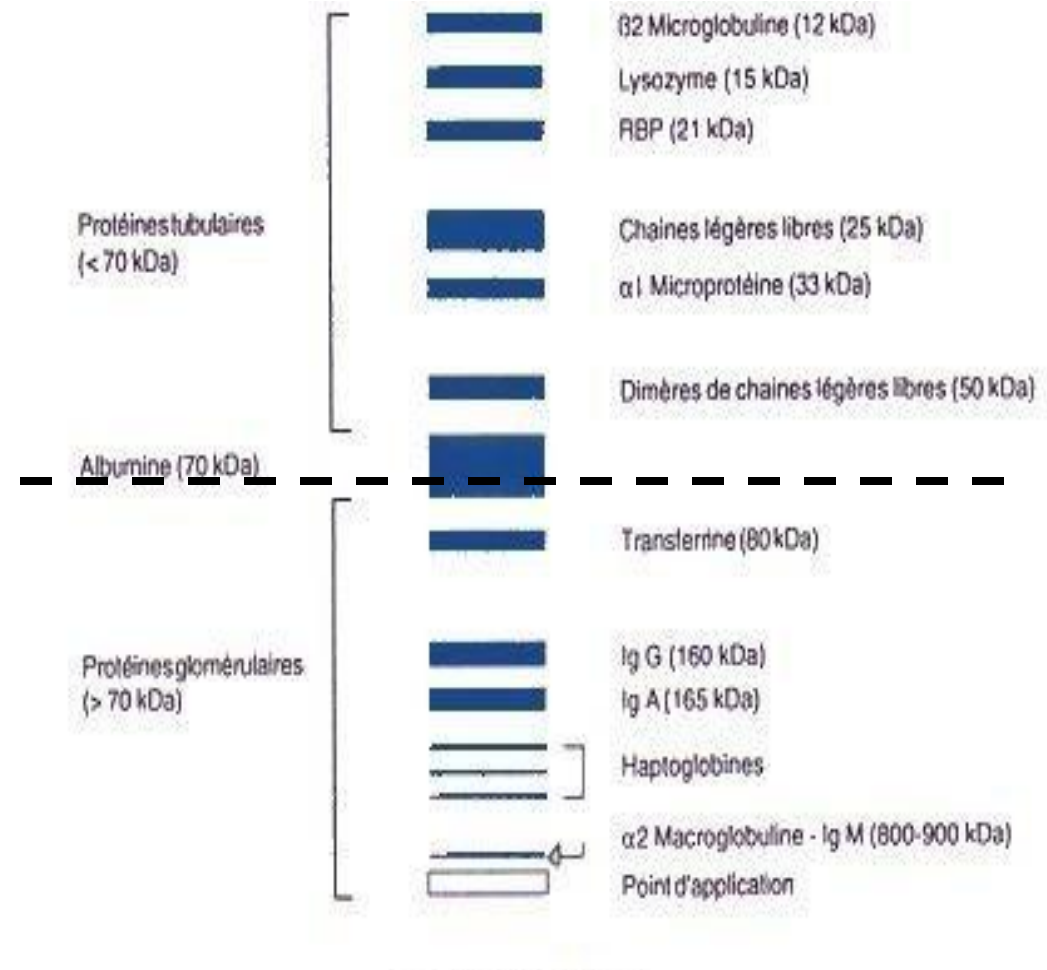 ß2 Microglobuline (12 kDa)
Lysozyme (15 kDa)
RBP (21 kDa)
Protéines tubulaires
(< 70 kDa)
Chaines légères libres (25 kDa)
α1 Microprotéine (33 kDa)
Dimères de chaines légères libres (50 kDa)
Albumine (70 kDa)
Transferrine (80 kDa)
Protéines glomérulaires
(> 70 kDa)
Ig G (160 kDa)
Ig A (165 kDa)
Haptoglobines
α2 Macroglobuline - Ig M (800-900 kDa)
Point d'application